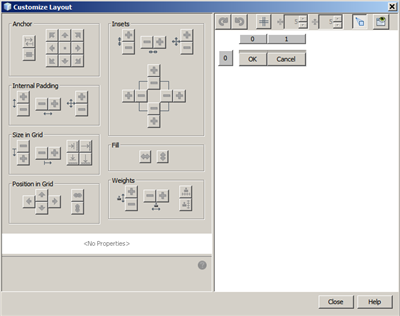 Customize Layout
Anchor
Insets
Internal Padding
Size in Grid
Fill
Position in Grid
Weights
<No Properties>
0 1
0 OK Cancel
Close Help